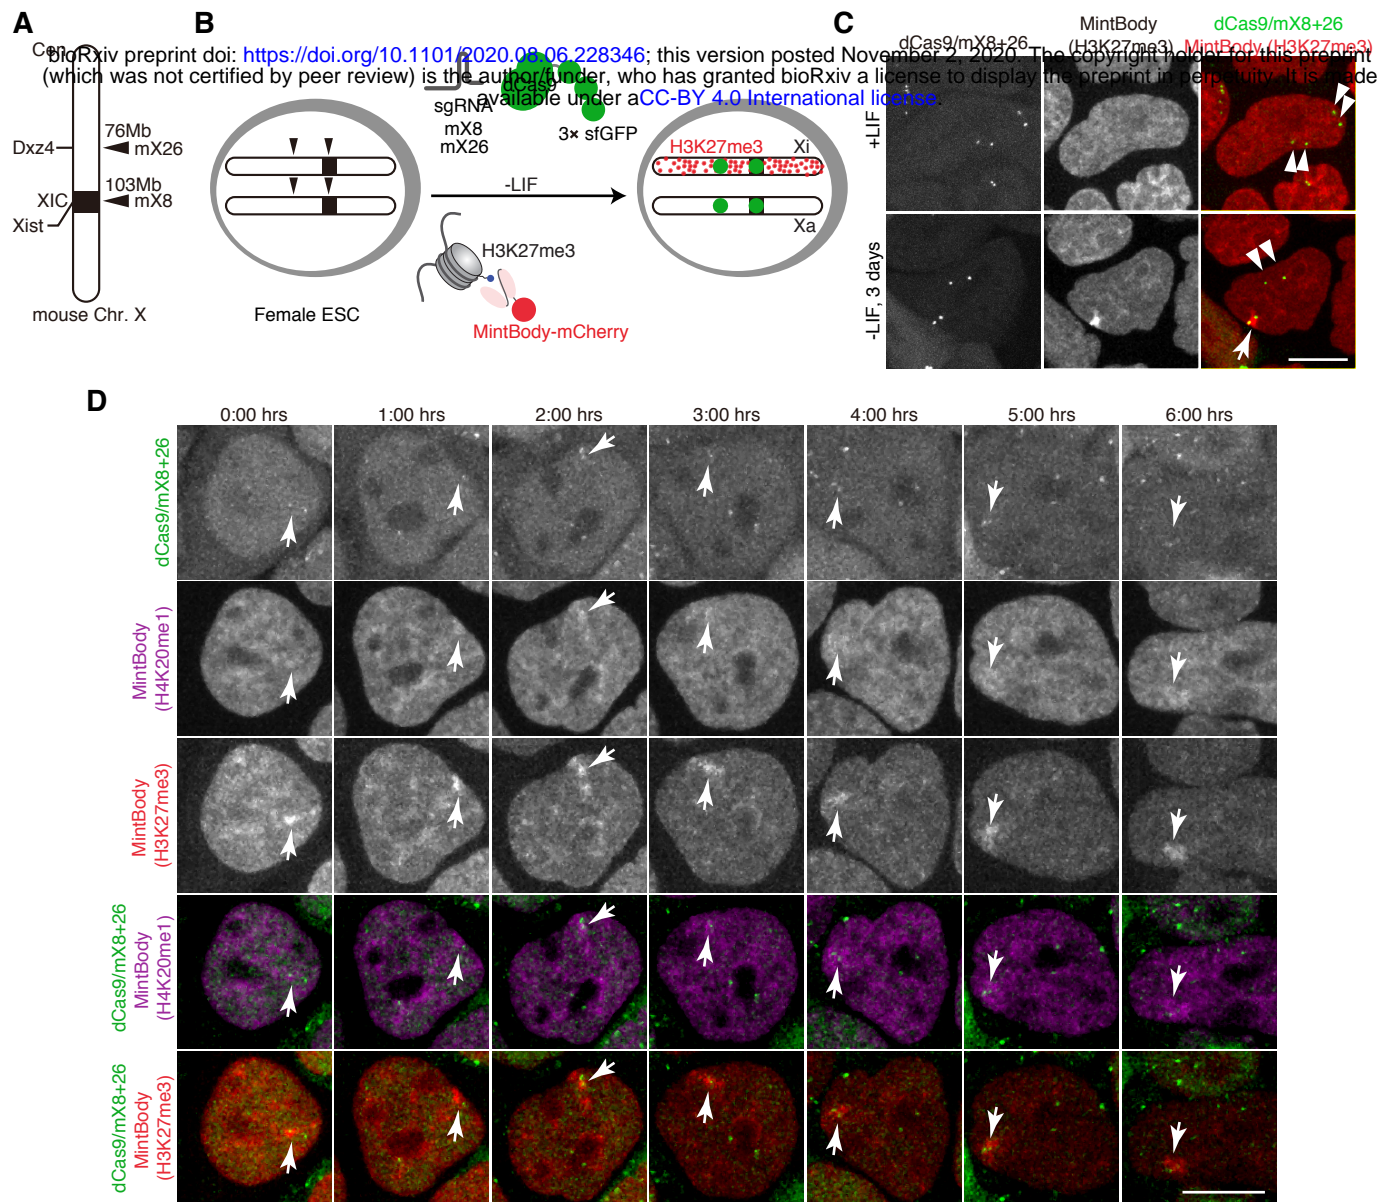 A
B
C
bioRxiv preprint doi: https://doi.org/10.1101/2020.08.06.228346; this version posted November 2, 2020. The copyright holder for this preprint
(which was not certified by peer review) is the author/funder, who has granted bioRxiv a license to display the preprint in perpetuity. It is made
available under aCC-BY 4.0 International license.
Cen
Dxz4
76Mb
mX26
XIC
103Mb
mX8
Xist
mouse Chr. X
sgRNA
mX8
mX26
dCas9
3× sfGFP
-LIF
H3K27me3
MintBody-mCherry
Female ESC
H3K27me3
Xi
Xa
dCas9/mX8+26
MintBody
(H3K27me3)
dCas9/mX8+26
MintBody (H3K27me3)
+LIF
-LIF, 3 days
D
0:00 hrs
1:00 hrs
2:00 hrs
3:00 hrs
4:00 hrs
5:00 hrs
6:00 hrs
dCas9/mX8+26
MintBody
(H4K20me1)
MintBody
(H3K27me3)
dCas9/mX8+26
MintBody
(H4K20me1)
dCas9/mX8+26
MintBody
(H3K27me3)